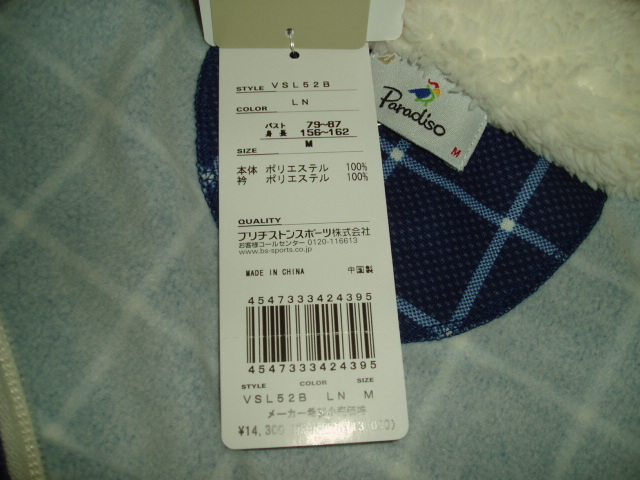 STYLE VSL52B
COLOR LN
バスト 79~87
身長 156~162
SIZE M
本体 ポリエステル 100%
衿 ポリエステル 100%
QUALITY
ブリヂストンスポーツ株式会社
お客様コールセンター 0120-116613
www.bs-sports.co.jp
MADE IN CHINA 中国製
4547333424395
4547333424395
STYLE COLOR SIZE
VSL52B LN M
メーカー希望小売価格
¥14,300
Paradiso
M